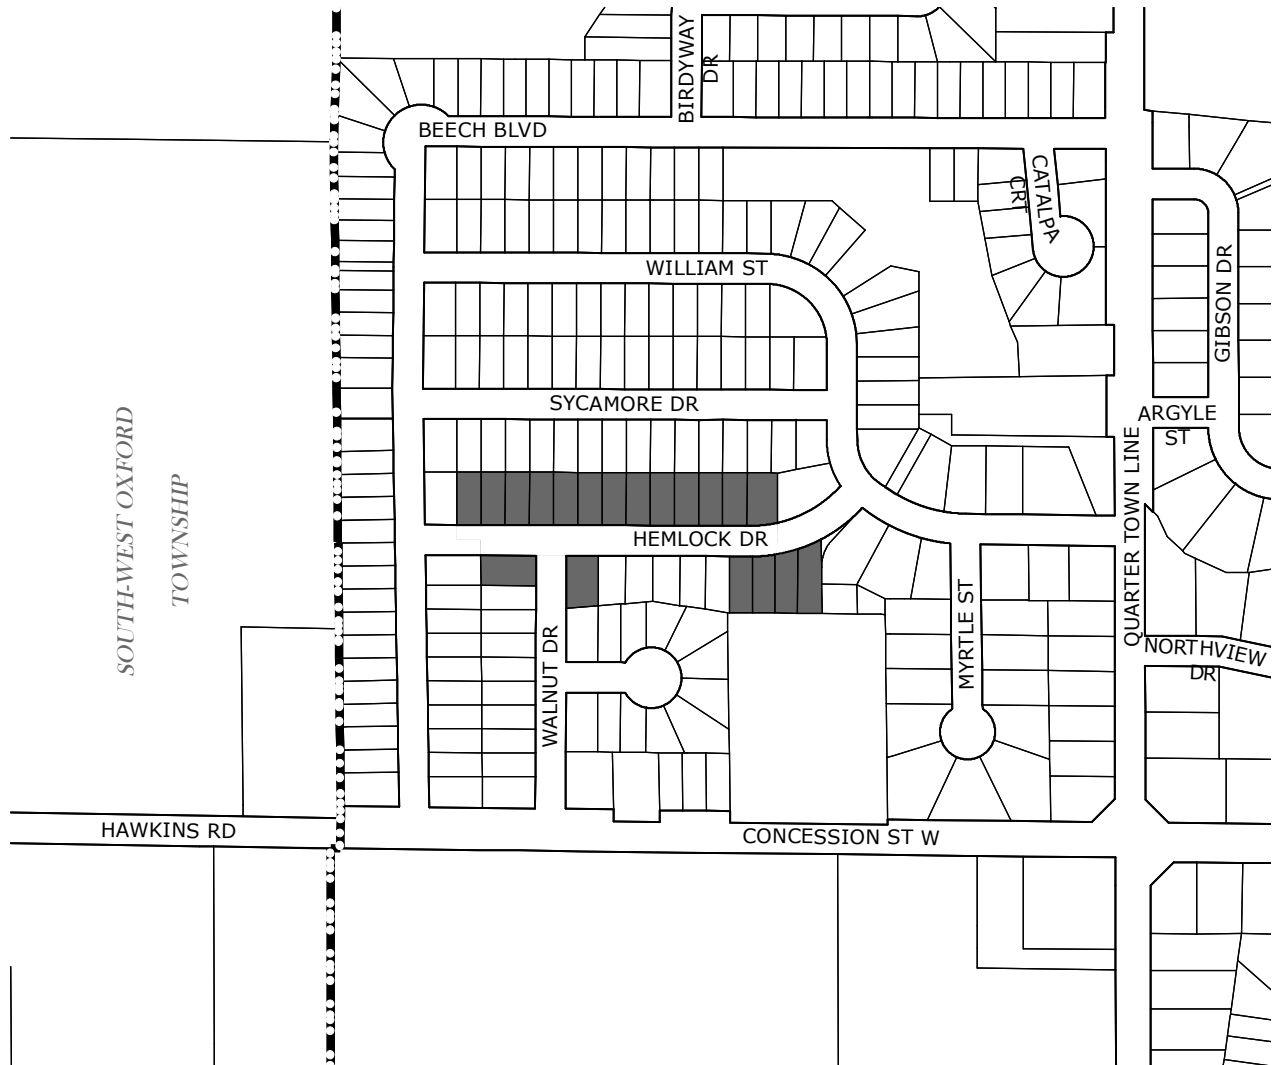 BIRDYWAY
DR
BEECH BLVD
CATALPA
CRT
WILLIAM ST
GIBSON DR
SYCAMORE DR
ARGYLE
ST
SOUTH-WEST OXFORD
TOWNSHIP
QUARTER TOWN LINE
HEMLOCK DR
MYRTLE ST
WALNUT DR
NORTHVIEW
DR
HAWKINS RD
CONCESSION ST W